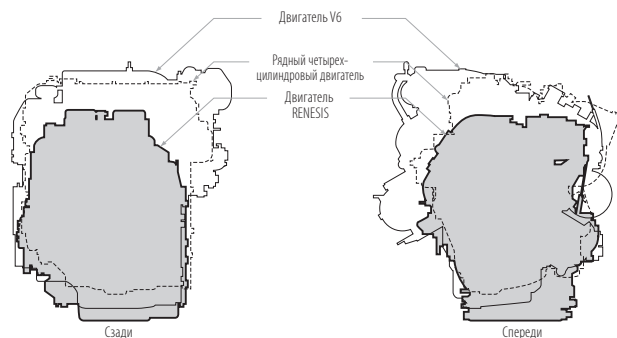 Двигатель V6
Рядный четырех-
цилиндровый двигатель
Двигатель
RENESIS
Сзади
Спереди